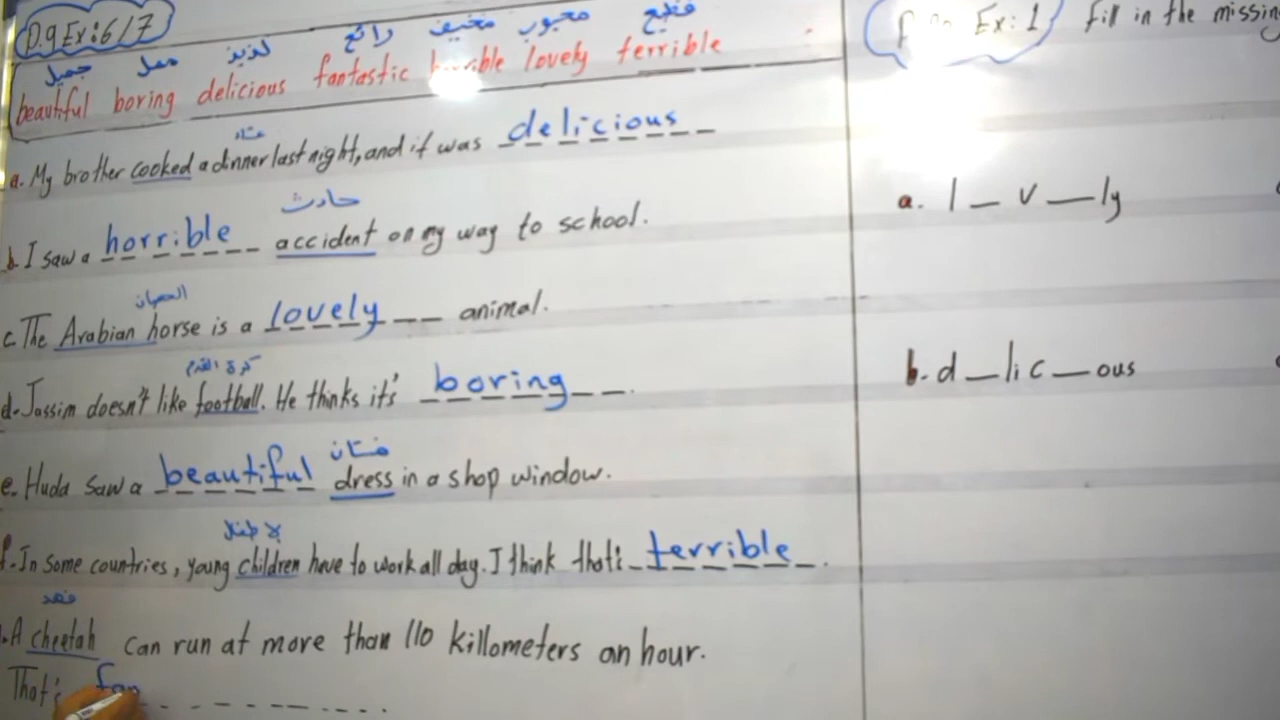 p.9 Ex:6/7
جميل ممل لذيذ رائع مخيف محبوب فظيع
beautiful boring delicious fantastic horrible lovely terrible
عشاء
a. My brother cooked a dinner last night, and it was delicious
حادث
b. I saw a horrible accident on my way to school.
الحصان
c. The Arabian horse is a lovely animal.
كرة القدم
d. Jassim doesn't like football. He thinks it's boring.
فستان
e. Huda saw a beautiful dress in a shop window.
f. In some countries, young children have to work all day. I think that's terrible.
فهد
A cheetah can run at more than 110 killometers an hour.
That's fan
Ex: 1 fill in the missing
a. l _ v _ ly
b. d _ lic _ ous